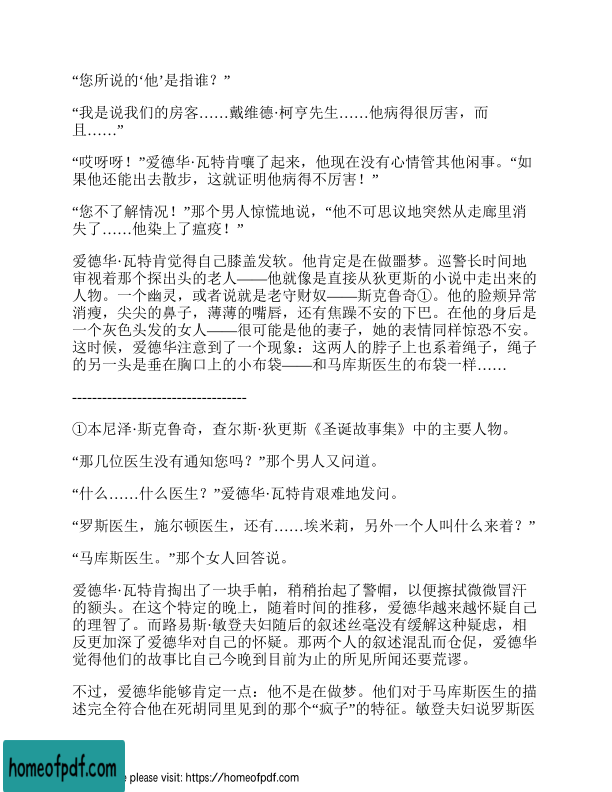 “您所说的‘他’是指谁？”
“我是说我们的房客……戴维德·柯亨先生……他病得很厉害，而
且……”
“哎呀呀！”爱德华·瓦特肯嚷了起来，他现在没有心情管其他闲事。“如
果他还能出去散步，这就证明他病得不厉害！”
“您不了解情况！”那个男人惊慌地说，“他不可思议地突然从走廊里消
失了……他染上了瘟疫！”
爱德华·瓦特肯觉得自己膝盖发软。他肯定是在做噩梦。巡警长时间地
审视着那个探出头的老人——他就像是直接从狄更斯的小说中走出来的
人物。一个幽灵，或者说就是老守财奴——斯克鲁奇①。他的脸颊异常
消瘦，尖尖的鼻子，薄薄的嘴唇，还有焦躁不安的下巴。在他的身后是
一个灰色头发的女人——很可能是他的妻子，她的表情同样惊恐不安。
这时候，爱德华注意到了一个现象：这两人的脖子上也系着绳子，绳子
的另一头是垂在胸口上的小布袋——和马库斯医生的布袋一样……
-----------------------------------
①本尼泽·斯克鲁奇，查尔斯·狄更斯《圣诞故事集》中的主要人物。
“那几位医生没有通知您吗？”那个男人又问道。
“什么……什么医生？”爱德华·瓦特肯艰难地发问。
“罗斯医生，施尔顿医生，还有……埃米莉，另外一个人叫什么来着？”
“马库斯医生。”那个女人回答说。
爱德华·瓦特肯掏出了一块手帕，稍稍抬起了警帽，以便擦拭微微冒汗
的额头。在这个特定的晚上，随着时间的推移，爱德华越来越怀疑自己
的理智了。而路易斯·敏登夫妇随后的叙述丝毫没有缓解这种疑虑，相
反更加深了爱德华对自己的怀疑。那两个人的叙述混乱而仓促，爱德华
觉得他们的故事比自己今晚到目前为止的所见所闻还要荒谬。
不过，爱德华能够肯定一点：他不是在做梦。他们对于马库斯医生的描
述完全符合他在死胡同里见到的那个“疯子”的特征。敏登夫妇说罗斯医
homeofpdf.com
e please visit: https://homeofpdf.com